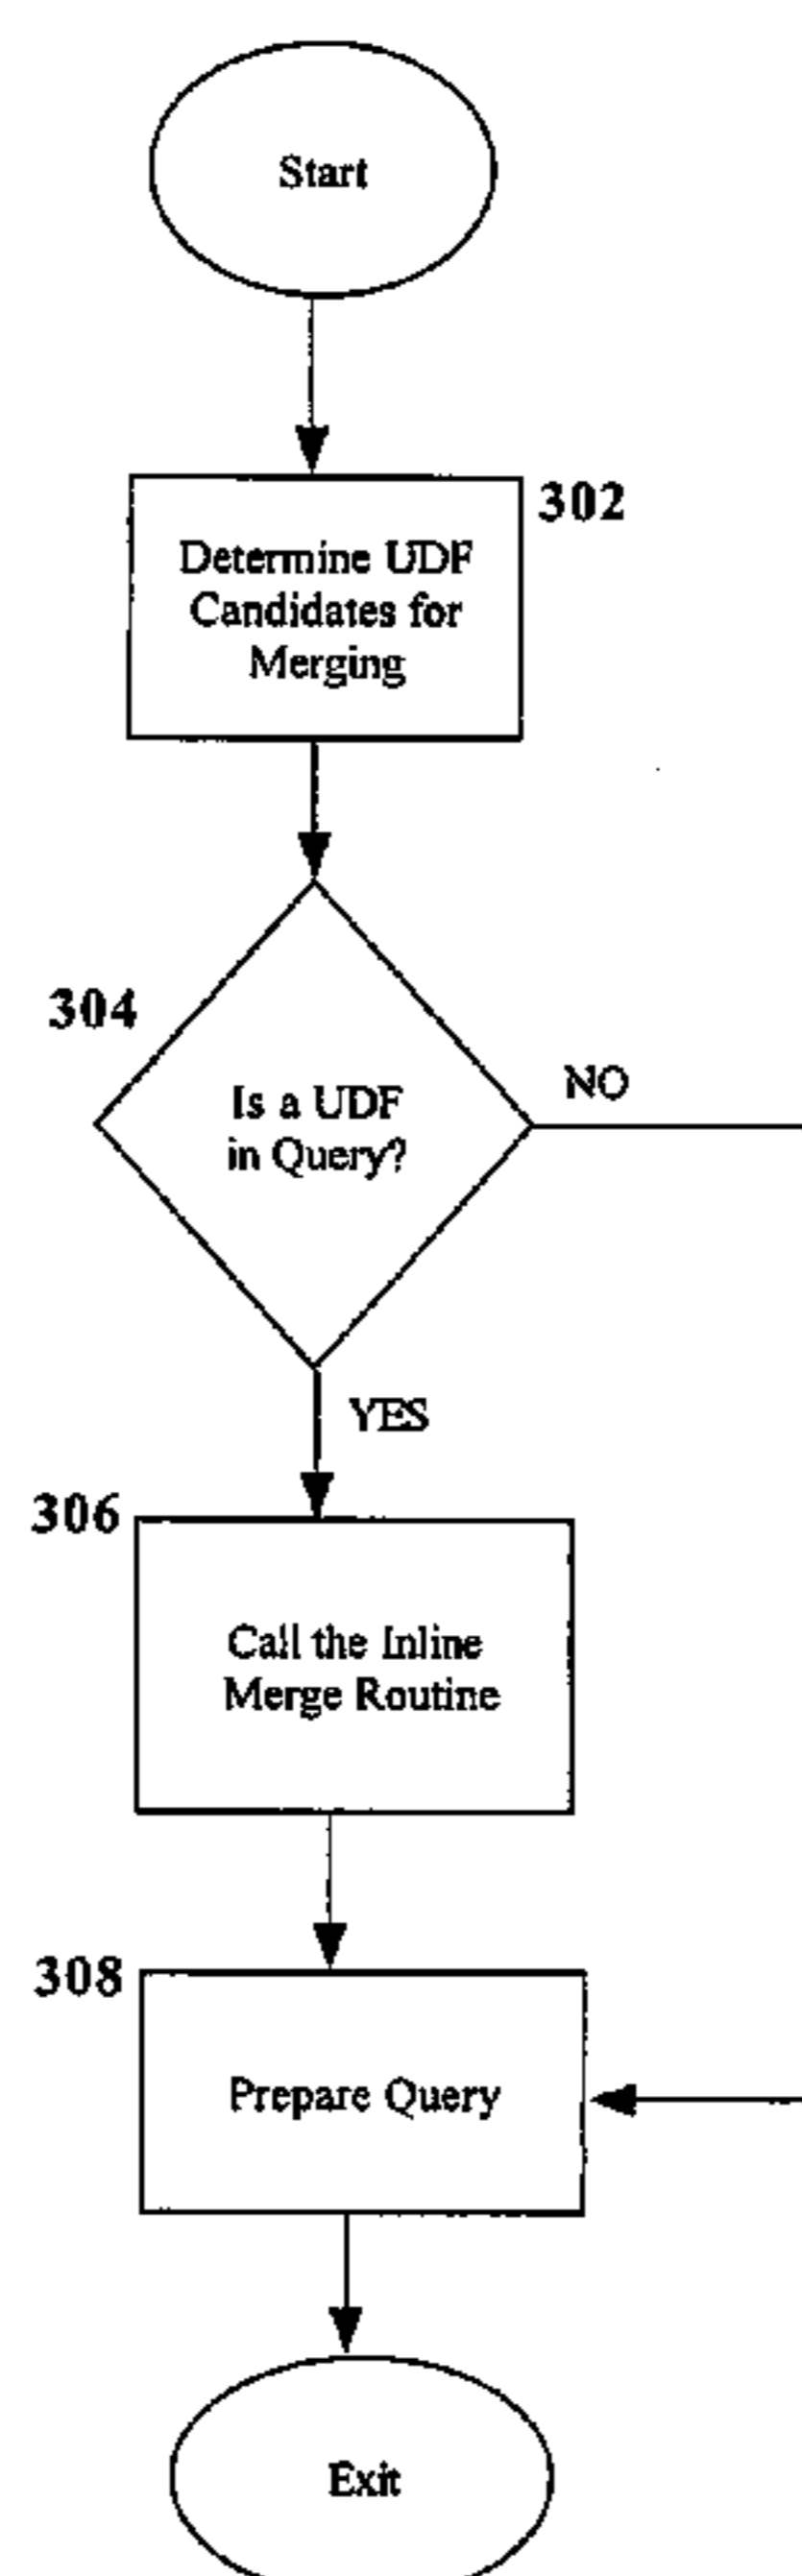 Start
302
Determine UDF
Candidates for
Merging
304
Is a UDF
in Query?
NO
YES
306
Call the Inline
Merge Routine
308
Prepare Query
Exit